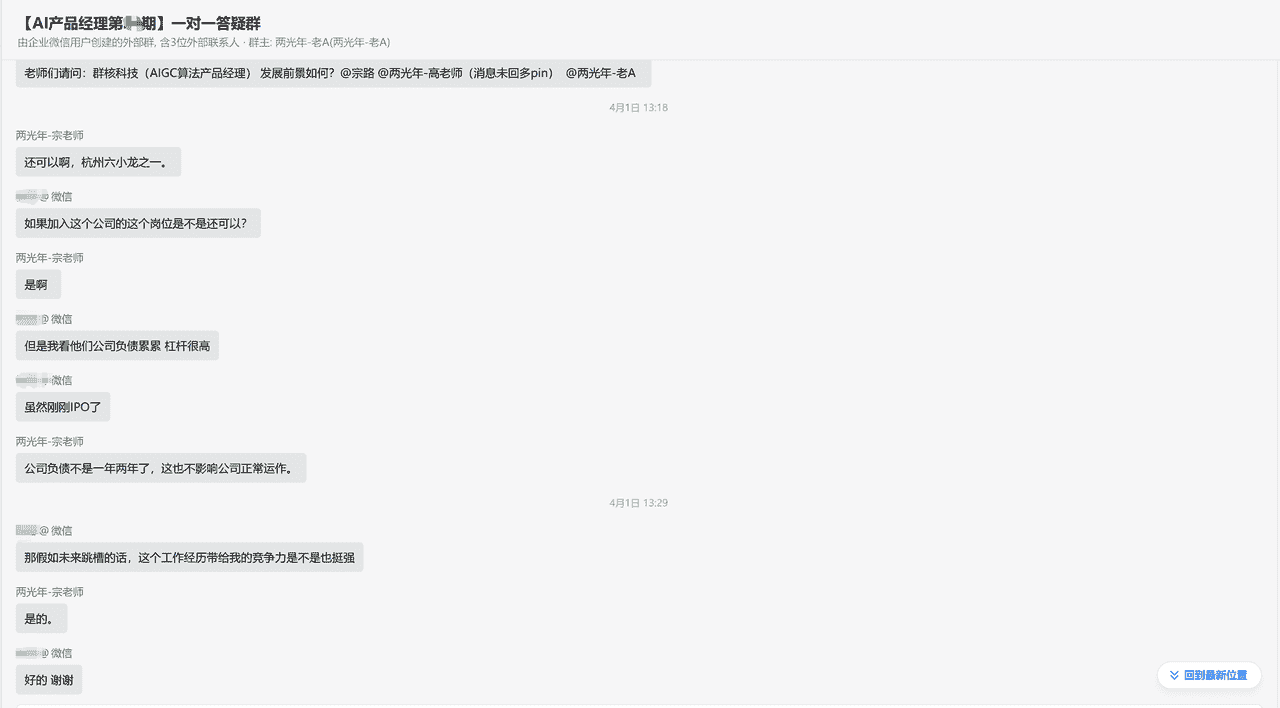 【AI产品经理第期】一对一答疑群
由企业微信用户创建的外部群, 含3位外部联系人 · 群主: 两光年-老A(两光年-老A)
老师们请问：群核科技（AIGC算法产品经理） 发展前景如何？@宗路 @两光年-高老师（消息未回多pin） @两光年-老A
4月1日 13:18
两光年-宗老师
还可以啊，杭州六小龙之一。
@ 微信
如果加入这个公司的这个岗位是不是还可以？
两光年-宗老师
是啊
@ 微信
但是我看他们公司负债累累 杠杆很高
微信
虽然刚刚IPO了
两光年-宗老师
公司负债不是一年两年了，这也不影响公司正常运作。
4月1日 13:29
@ 微信
那假如未来跳槽的话，这个工作经历带给我的竞争力是不是也挺强
两光年-宗老师
是的。
@ 微信
好的 谢谢
回到最新位置